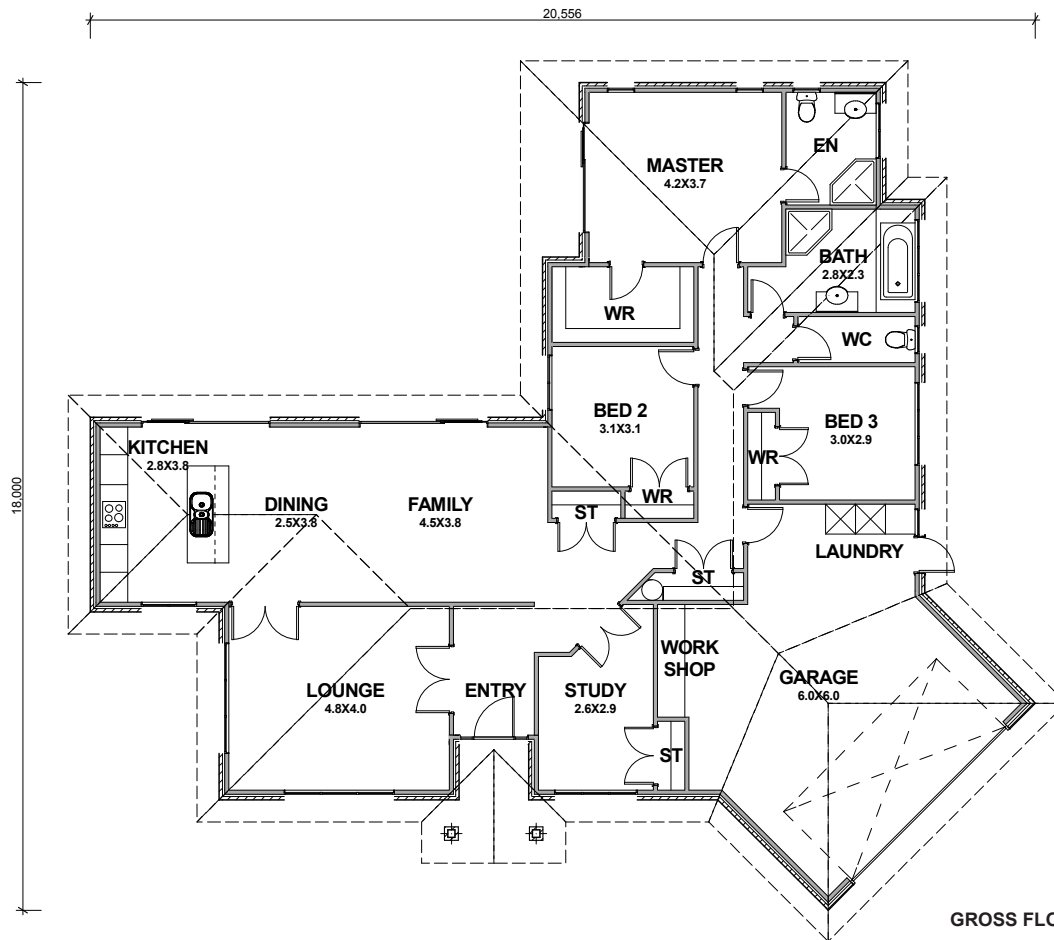 20,556
18,000
MASTER
4.2X3.7
EN
BATH
2.8X2.3
WR
WC
BED 2
3.1X3.1
BED 3
3.0X2.9
WR
WR
KITCHEN
2.8X3.8
DINING
2.5X3.8
FAMILY
4.5X3.8
ST
LAUNDRY
ST
WORK
SHOP
GARAGE
6.0X6.0
LOUNGE
4.8X4.0
ENTRY
STUDY
2.6X2.9
ST
GROSS FLO